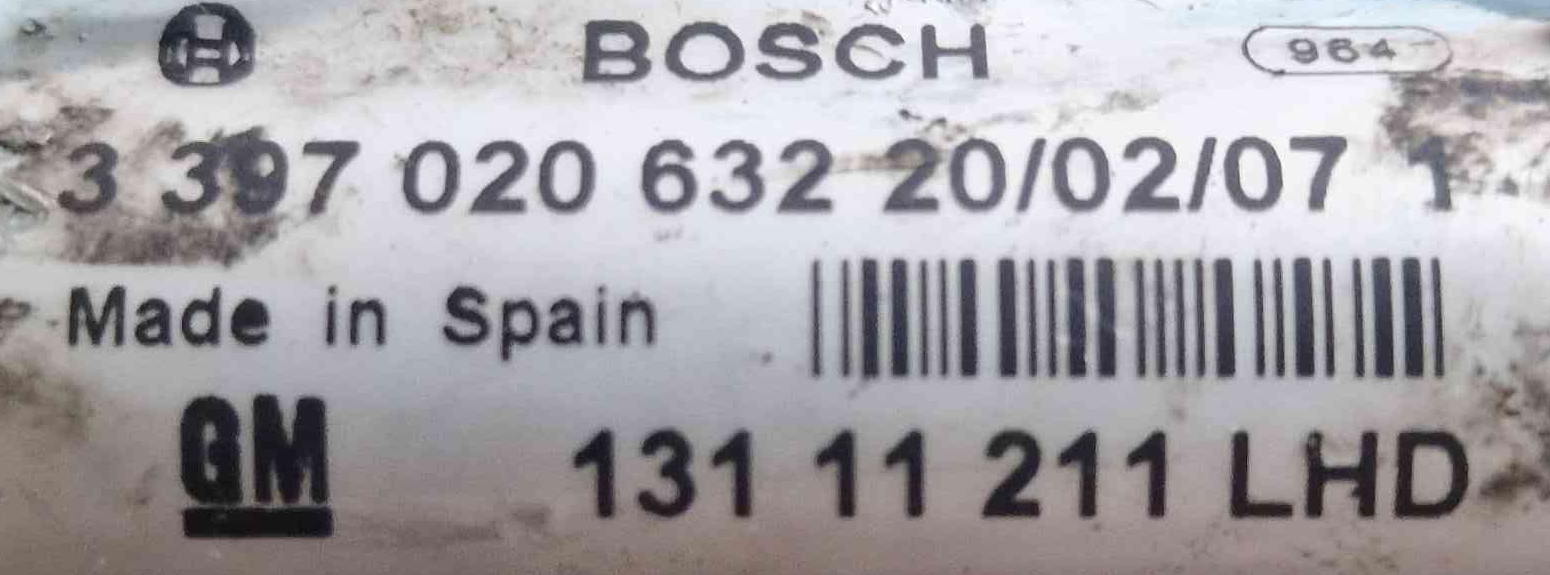 BOSCH 964
3 397 020 632 20/02/07 1
Made in Spain
GM 131 11 211 LHD